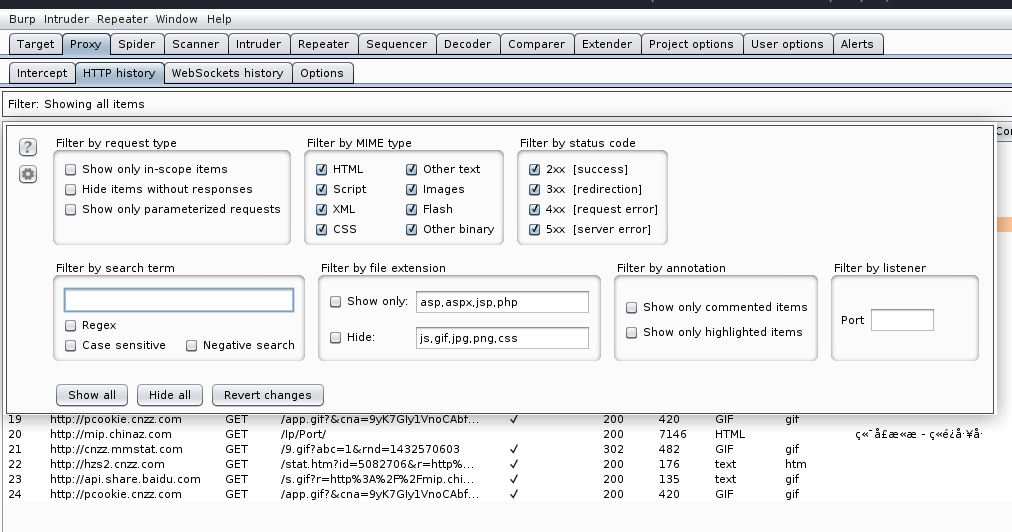 Burp Intruder Repeater Window Help
Target Proxy Spider Scanner Intruder Repeater Sequencer Decoder Comparer Extender Project options User options Alerts
Intercept HTTP history WebSockets history Options
Filter: Showing all items
Filter by request type Filter by MIME type Filter by status code
? Show only in-scope items HTML Other text 2xx [success]
Hide items without responses Script Images 3xx [redirection]
Show only parameterized requests XML Flash 4xx [request error]
CSS Other binary 5xx [server error]
Filter by search term Filter by file extension Filter by annotation Filter by listener
Show only: asp,aspx,jsp,php Show only commented items
Port
Regex
Hide: js,gif,jpg,png,css Show only highlighted items
Case sensitive Negative search
Show all Hide all Revert changes
19 http://pcookie.cnzz.com GET /app.gif?&cna=9yK7GIy1VnoCAbf... ✓ 200 420 GIF gif
20 http://mip.chinaz.com GET /Ip/Port/ 200 7146 HTML
21 http://cnzz.mmstat.com GET /9.gif?abc=1&rnd=1432570603 ✓ 302 482 GIF gif
22 http://hzs2.cnzz.com GET /stat.htm?id=5082706&r=http%... ✓ 200 176 text htm
23 http://api.share.baidu.com GET /s.gif?r=http%3A%2F%2Fmip.chi... ✓ 200 135 text gif
24 http://pcookie.cnzz.com GET /app.gif?&cna=9yK7GIy1VnoCAbf... ✓ 200 420 GIF gif